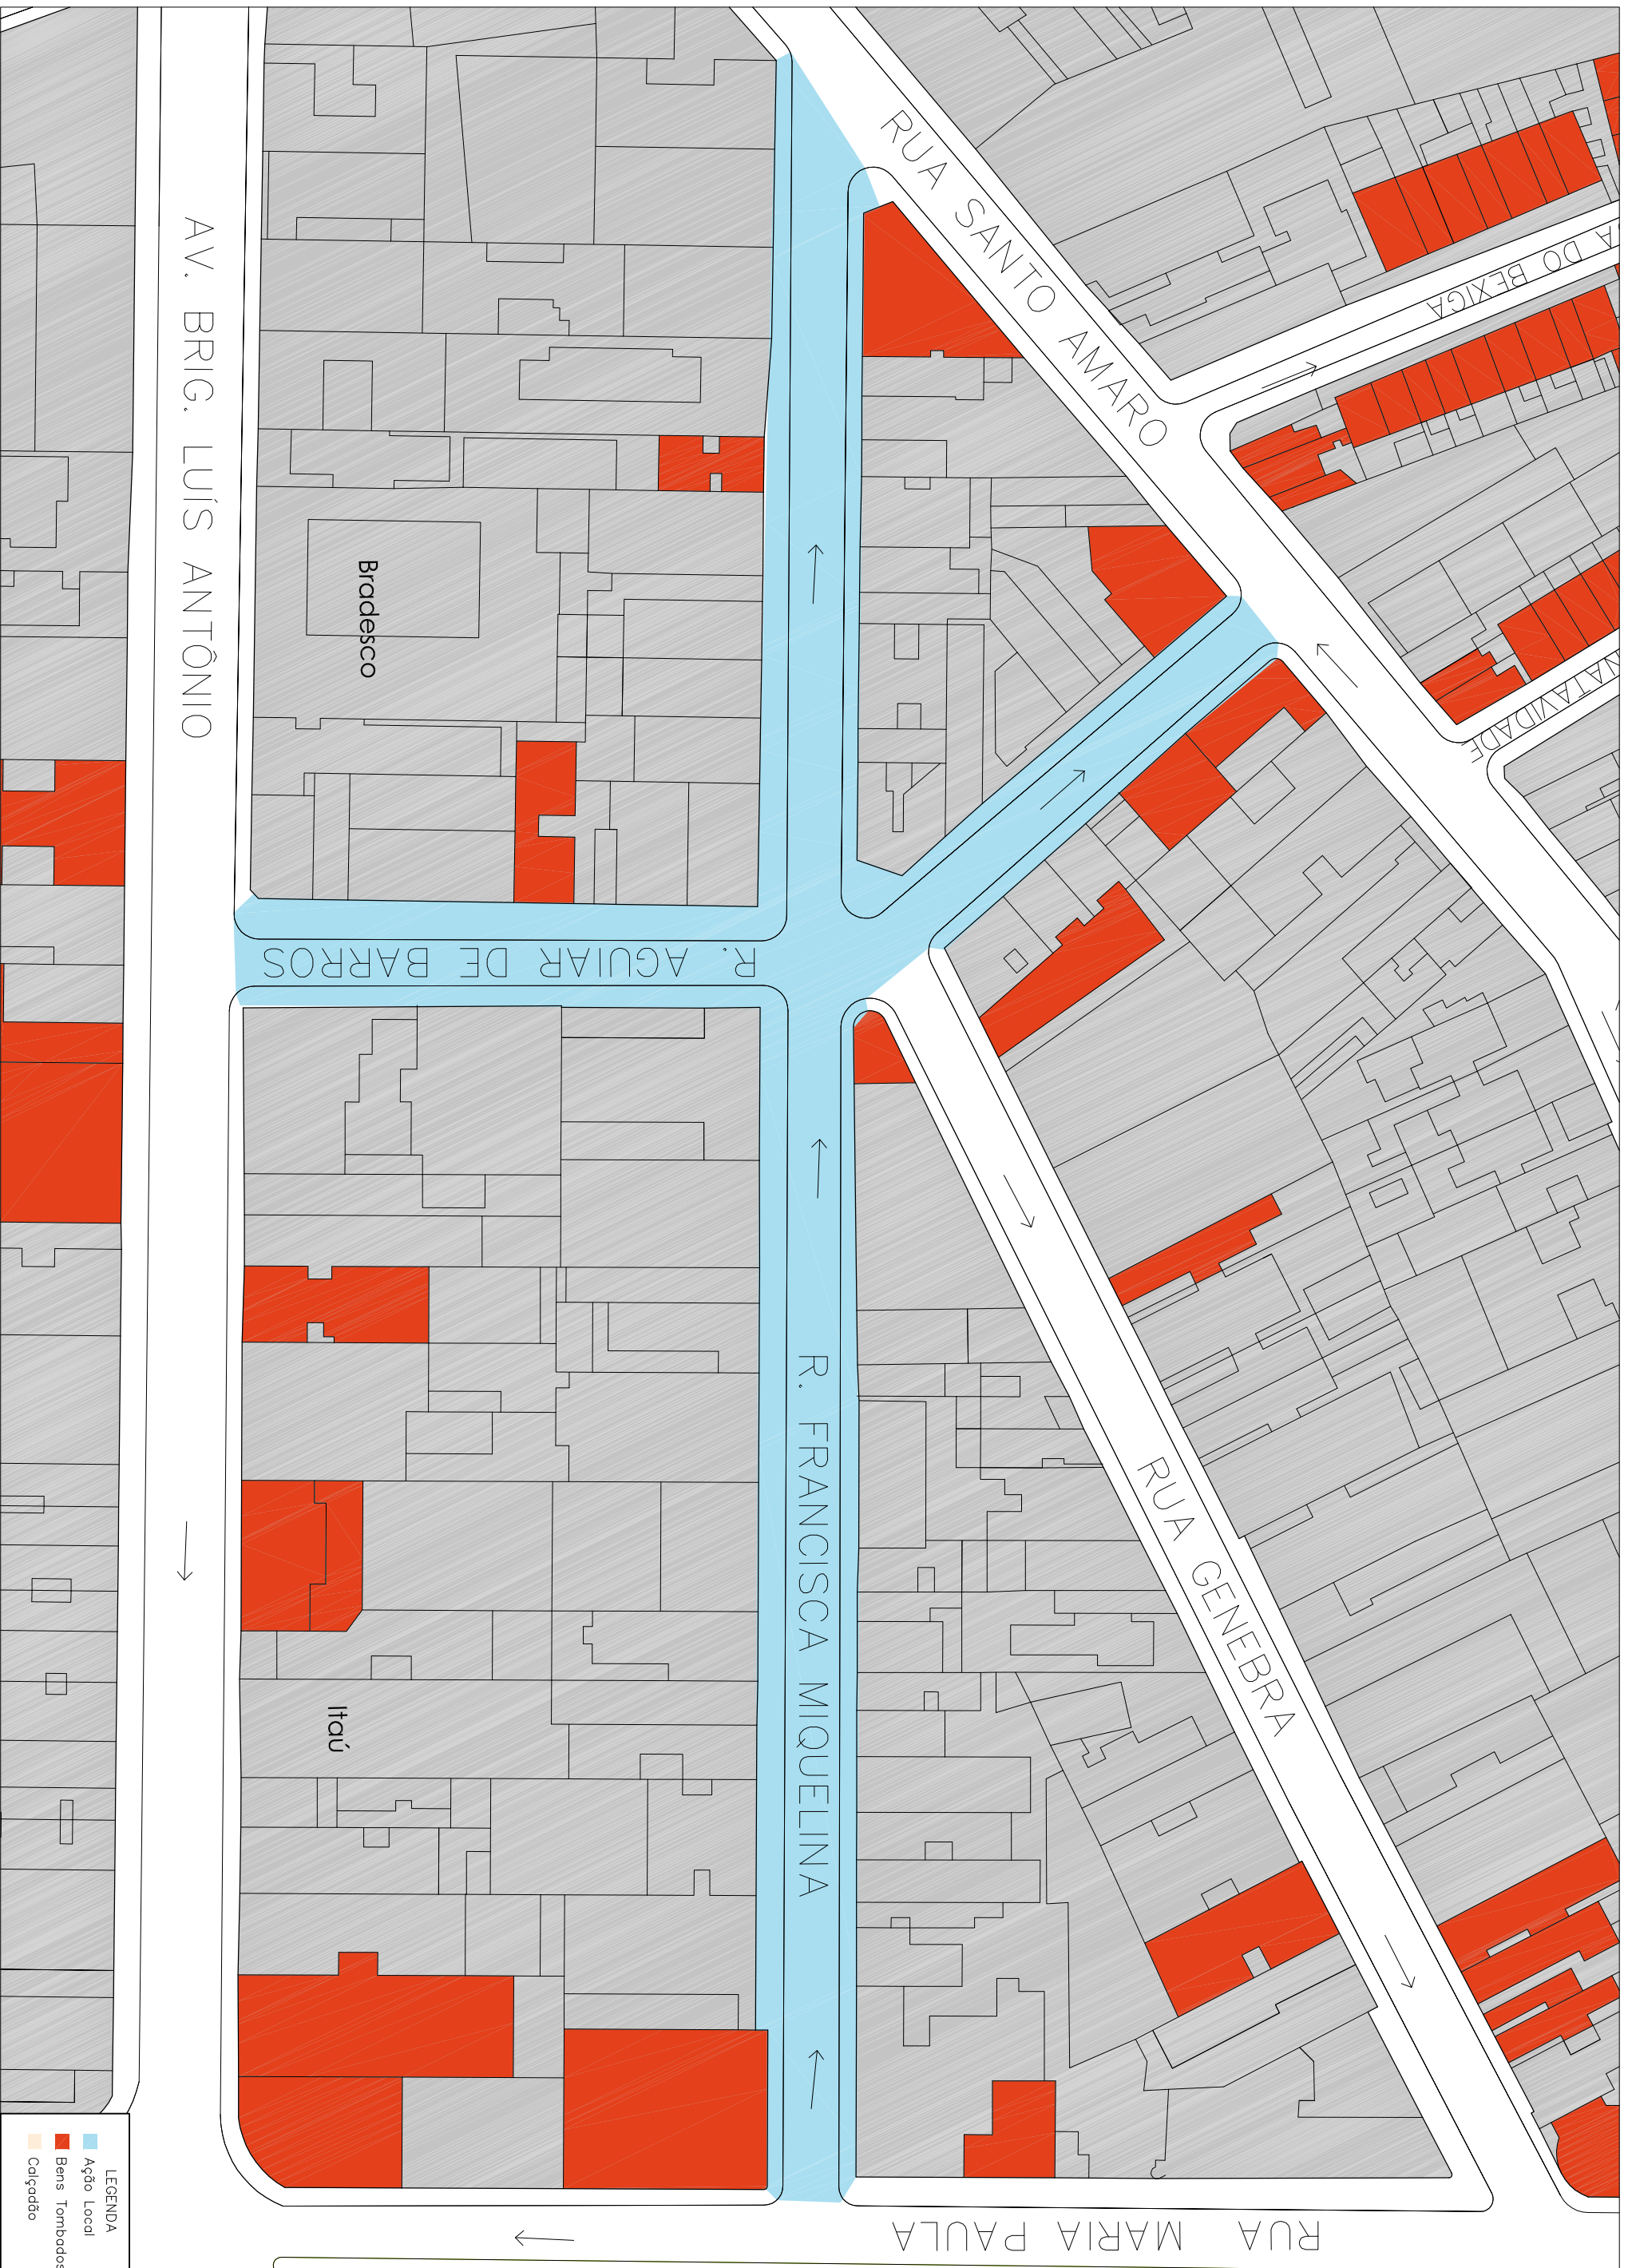 RUA SANTO AMARO
A DO BEXIGA
NATAVIDADE
AV. BRIG. LUÍS ANTÔNIO
Bradesco
R. AGUIAR DE BARROS
R. FRANCISCA MIQUELINA
RUA GENEBRA
Itaú
RUA MARIA PAULA
LEGENDA
Ação Local
Bens Tombados
Calçadão